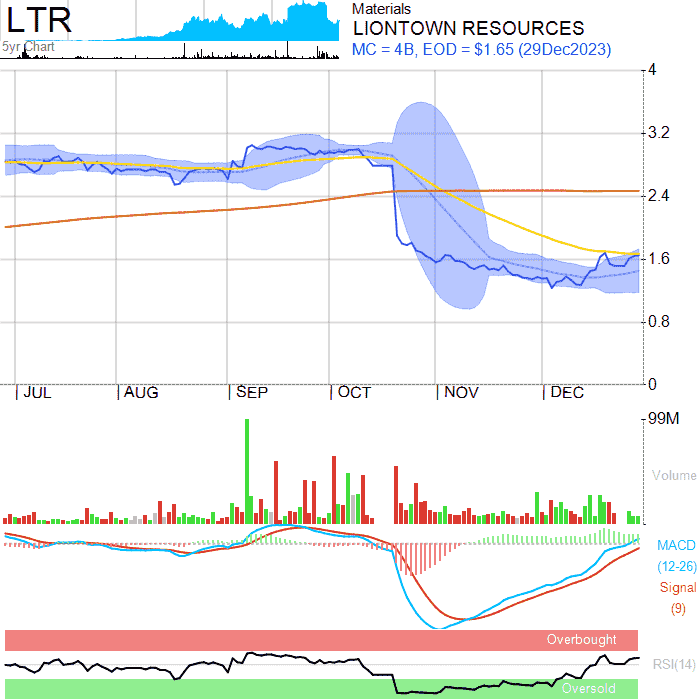 LTR
5yr Chart
Materials
LIONTOWN RESOURCES
MC = 4B, EOD = $1.65 (29Dec2023)
4
3.2
2.4
1.6
0.8
0
JUL
AUG
SEP
OCT
NOV
DEC
99M
Volume
MACD
(12-26)
Signal
(9)
Overbought
RSI(14)
Oversold